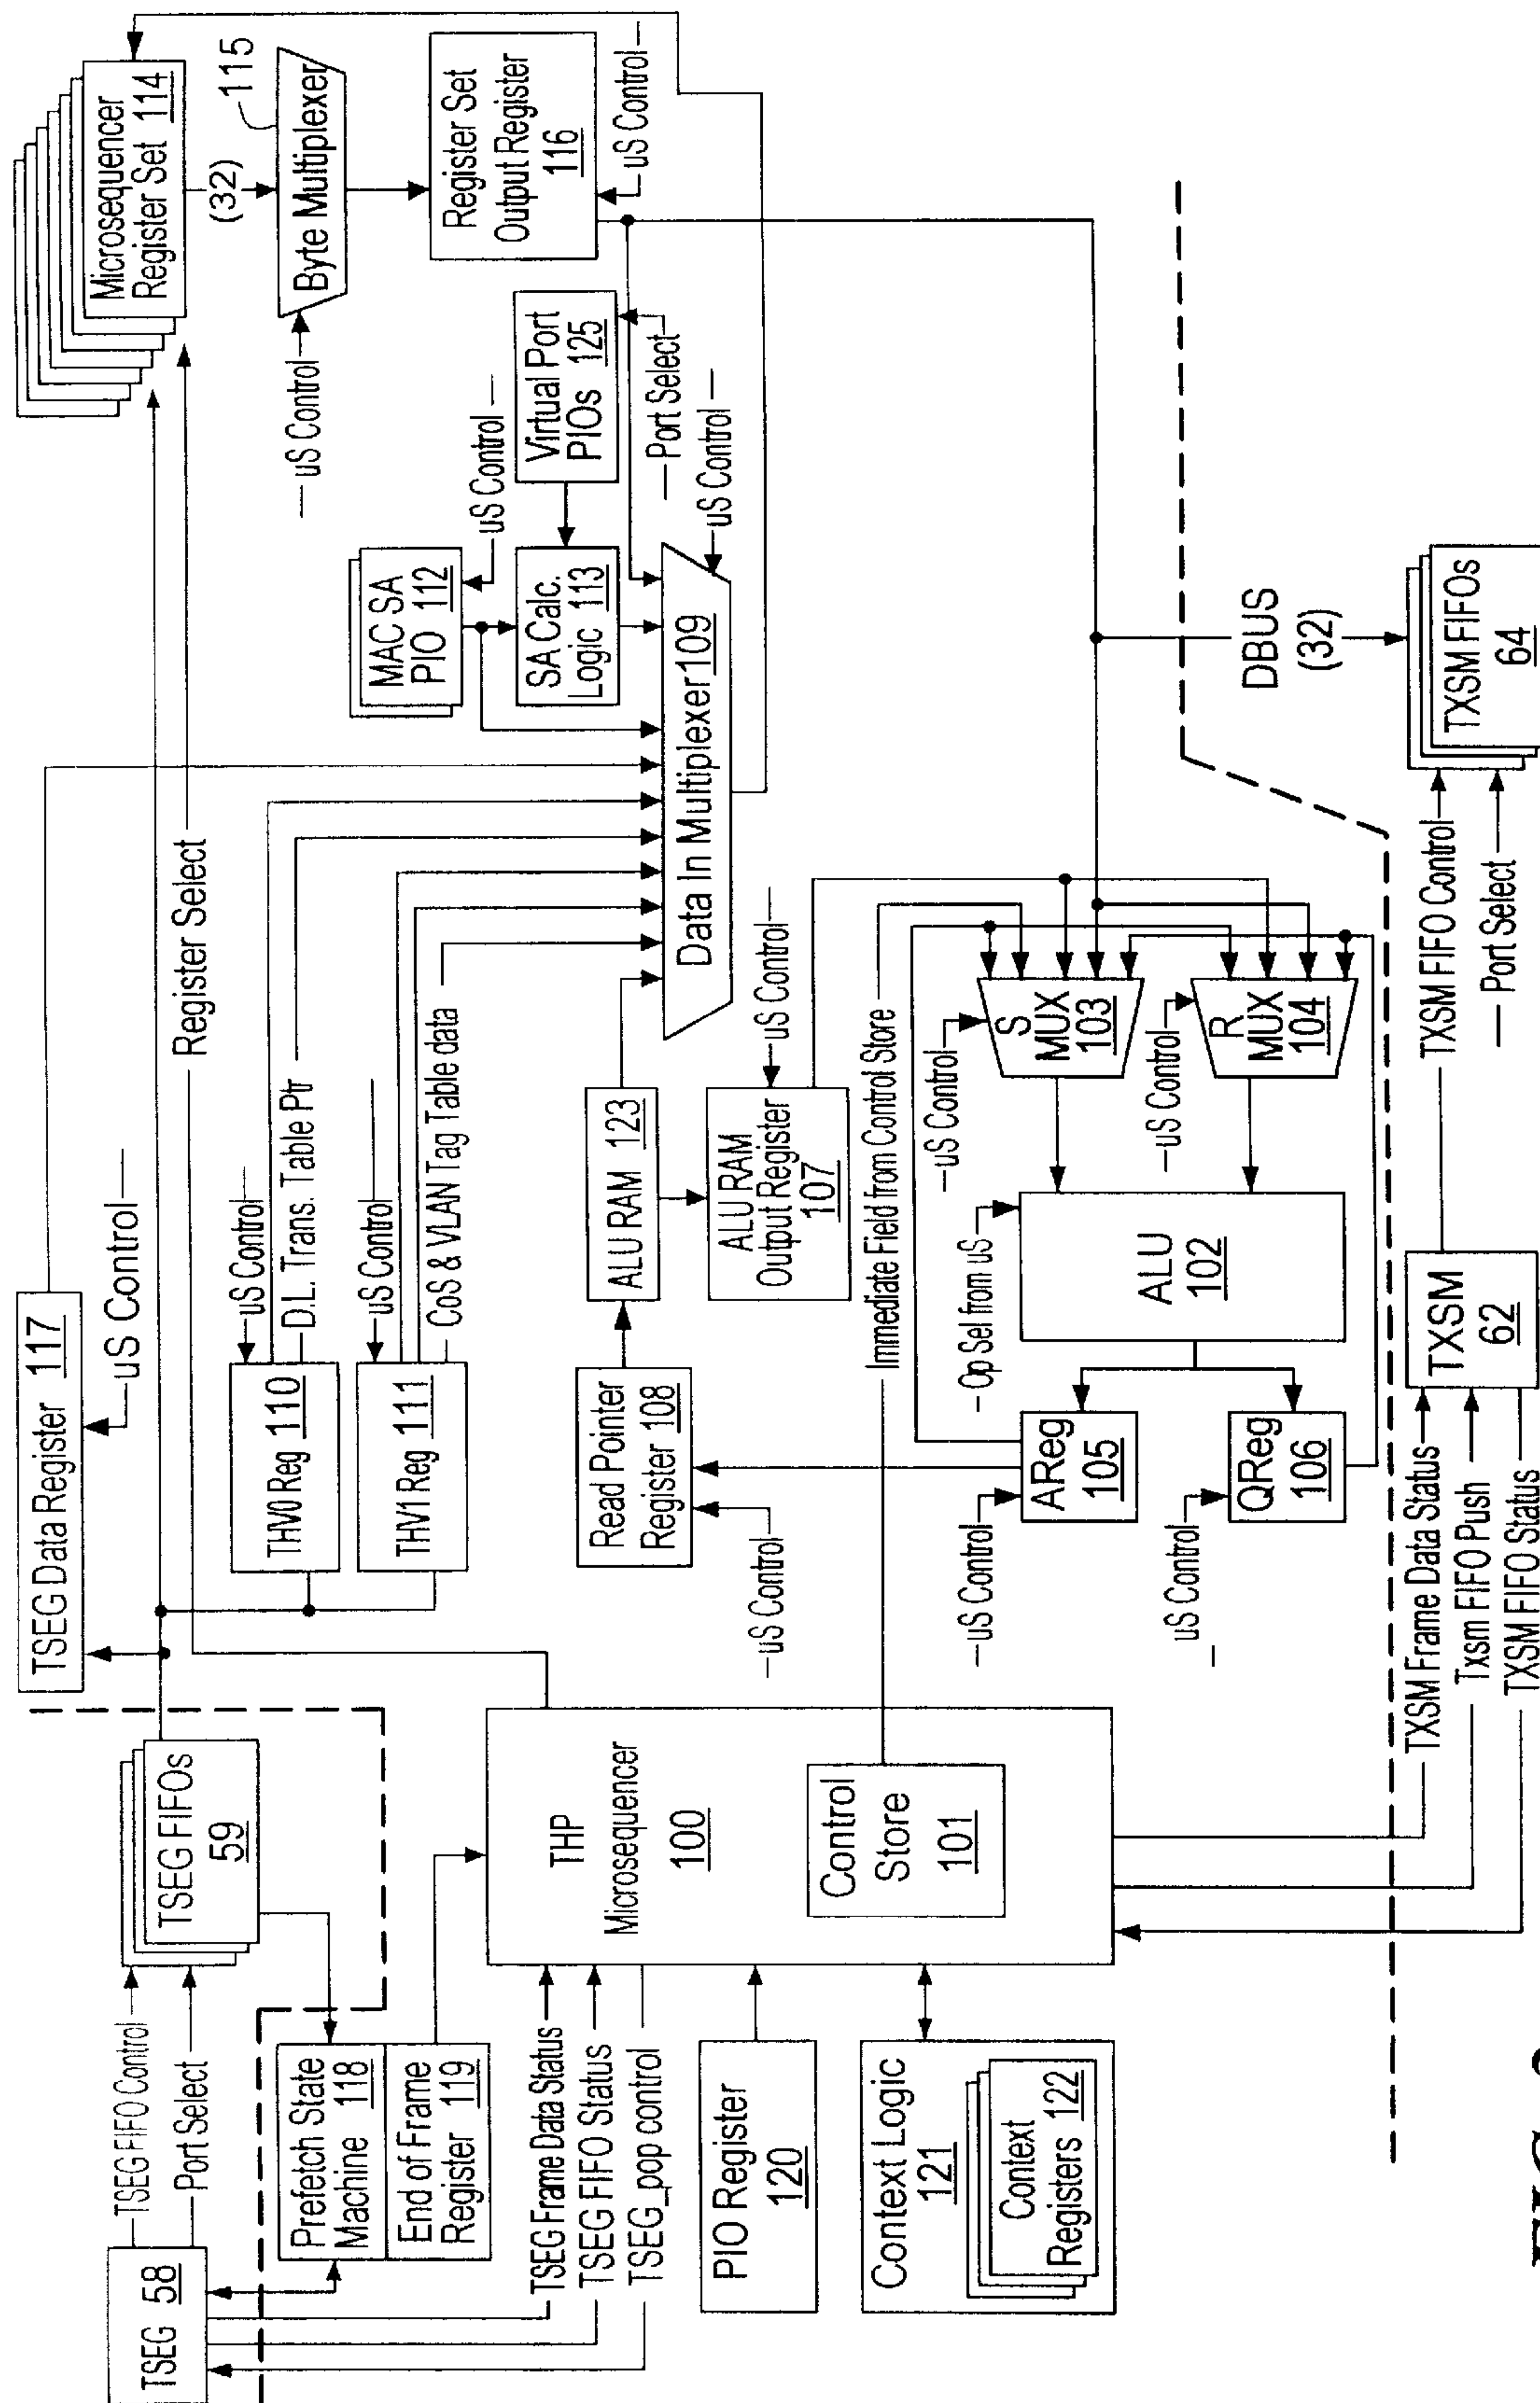 TSEG 58
TSEG FIFO Control
Port Select
TSEG FIFOs
59
Prefetch State
Machine 118
End of Frame
Register 119
TSEG Frame Data Status
TSEG FIFO Status
TSEG_pop control
PIO Register
120
Context Logic
121
Context
Registers 122
THP
Microsequencer
100
Control
Store
101
TSEG Data Register 117
uS Control
Register Select
THV0 Reg 110
uS Control
D.L. Trans. Table Ptr
THV1 Reg 111
uS Control
CoS & VLAN Tag Table data
Read Pointer
Register 108
uS Control
ALU RAM 123
ALU RAM
Output Register
107
uS Control
Immediate Field from Control Store
Op Sel from uS
ALU
102
AReg
105
uS Control
QReg
106
uS Control
S
MUX
103
uS Control
R
MUX
104
uS Control
Data In Multiplexer 109
uS Control
MAC SA
PIO 112
uS Control
SA Calc.
Logic 113
Virtual Port
PIOs 125
Port Select
Microsequencer
Register Set 114
(32)
Byte Multiplexer
115
uS Control
Register Set
Output Register
116
uS Control
DBUS
(32)
TXSM FIFOs
64
TXSM FIFO Control
Port Select
TXSM
62
TXSM Frame Data Status
Txsm FIFO Push
TXSM FIFO Status